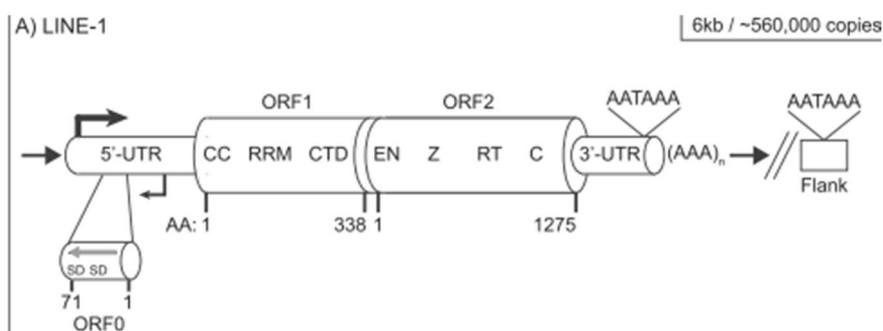 A) LINE-1
6kb / ~560,000 copies
ORF1 ORF2 AATAAA AATAAA
5'-UTR CC RRM CTD EN Z RT C 3'-UTR (AAA)n
Flank
AA: 1 338 1 1275
SD SD
71 1
ORF0